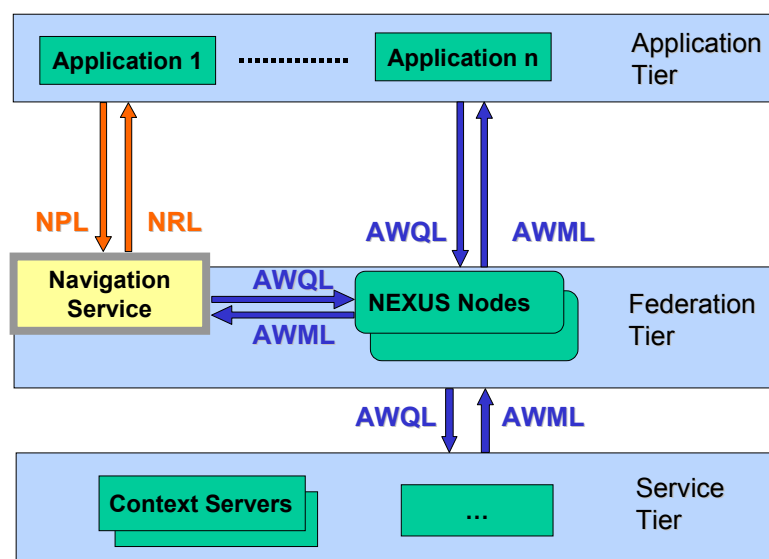 Application 1
Application n
Application
Tier
NPL
NRL
AWQL
AWML
Navigation
Service
AWQL
AWML
NEXUS Nodes
Federation
Tier
AWQL
AWML
Context Servers
...
Service
Tier